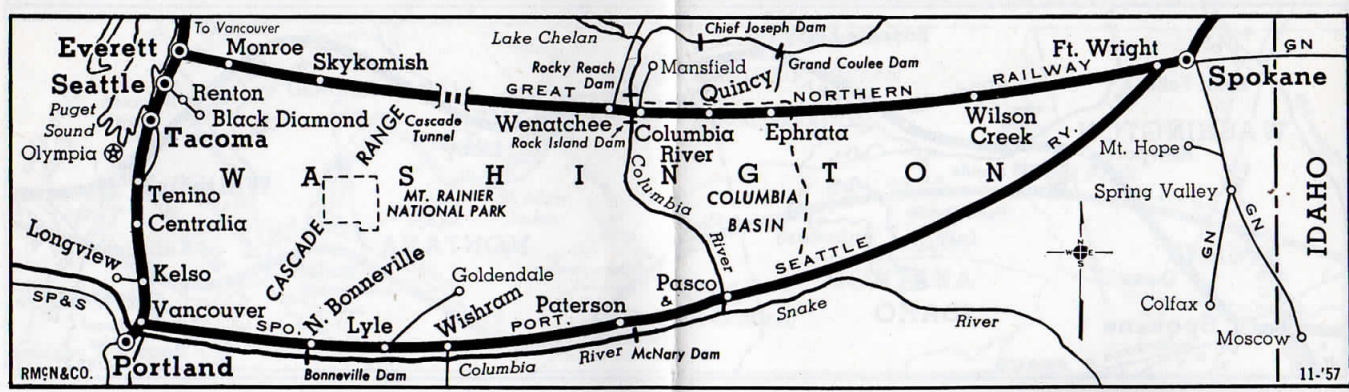 To Vancouver
Everett
Monroe
Skykomish
Seattle
Renton
Black Diamond
Puget
Sound
Tacoma
Olympia
Tenino
Centralia
Longview
Kelso
SP&S
Vancouver
Portland
RMcN&CO.
CASCADE RANGE
Cascade
Tunnel
MT. RAINIER
NATIONAL PARK
WASHINGTON
GREAT NORTHERN RAILWAY
Lake Chelan
Rocky Reach
Dam
Mansfield
Chief Joseph Dam
Grand Coulee Dam
Quincy
Wenatchee
Rock Island Dam
Columbia
River
Ephrata
Columbia River
COLUMBIA
BASIN
Wilson
Creek
Ft. Wright
Spokane
GN
Mt. Hope
Spring Valley
GN
GN
Colfax
Moscow
IDAHO
N
W E
S
SPO. PORT. & SEATTLE RY.
N. Bonneville
Bonneville Dam
Lyle
Goldendale
Wishram
Paterson
Pasco
McNary Dam
Columbia River
Snake River
11-'57